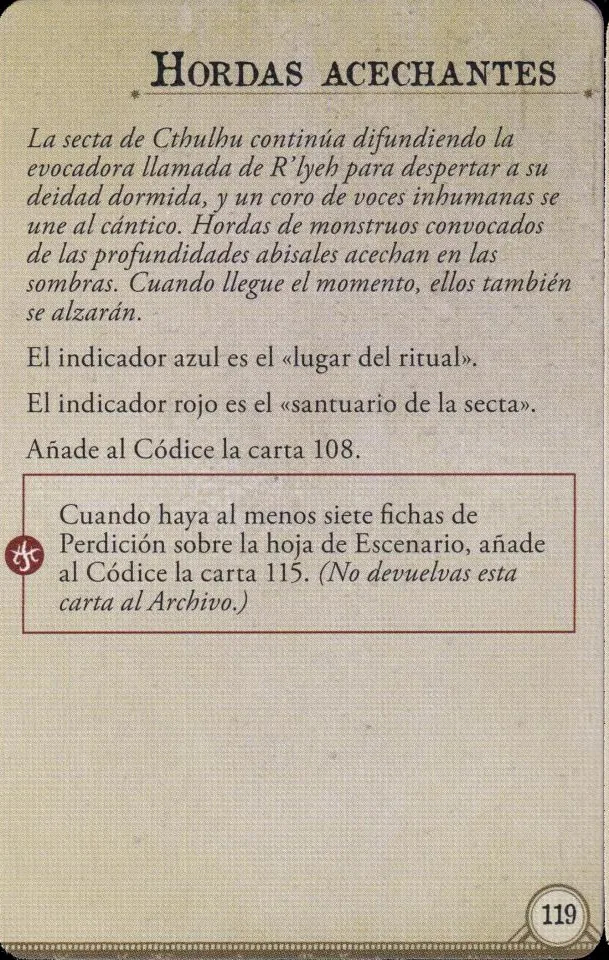 HORDAS ACECHANTES
La secta de Cthulhu continúa difundiendo la
evocadora llamada de R'lyeh para despertar a su
deidad dormida, y un coro de voces inhumanas se
une al cántico. Hordas de monstruos convocados
de las profundidades abisales acechan en las
sombras. Cuando llegue el momento, ellos también
se alzarán.
El indicador azul es el «lugar del ritual».
El indicador rojo es el «santuario de la secta».
Añade al Códice la carta 108.
Cuando haya al menos siete fichas de
Perdición sobre la hoja de Escenario, añade
al Códice la carta 115. (No devuelvas esta
carta al Archivo.)
119